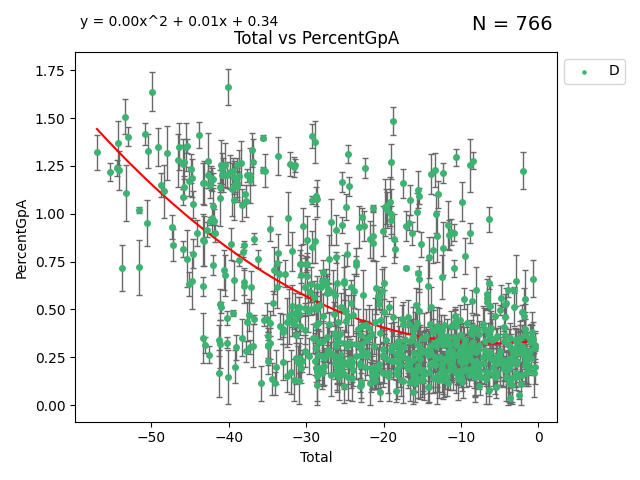 y = 0.00x^2 + 0.01x + 0.34
N = 766
Total vs PercentGpA
D
PercentGpA
1.75
1.50
1.25
1.00
0.75
0.50
0.25
0.00
−50
−40
−30
−20
−10
0
Total